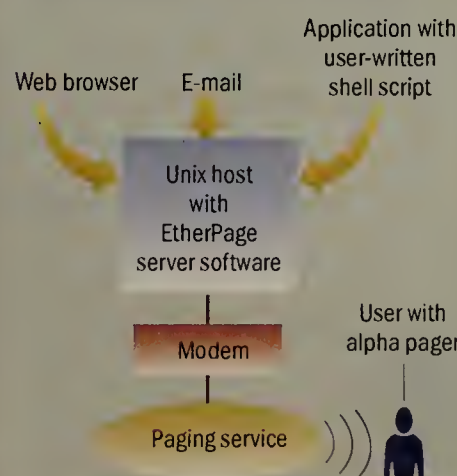 Application with
user-written
shell script
Web browser
E-mail
Unix host
with
EtherPage
server software
Modem
User with
alpha pager
Paging service